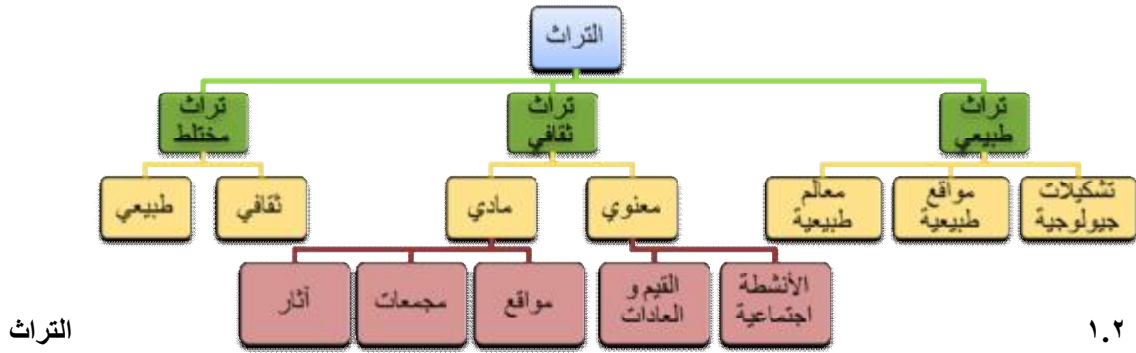 التراث
تراث
طبيعي
تراث
ثقافي
تراث
مختلط
تشكيلات
جيولوجية
مواقع
طبيعية
معالم
طبيعية
معنوي
مادي
ثقافي
طبيعي
الأنشطة
اجتماعية
القيم و
العادات
مواقع
مجمعات
أثار
١.٢
التراث